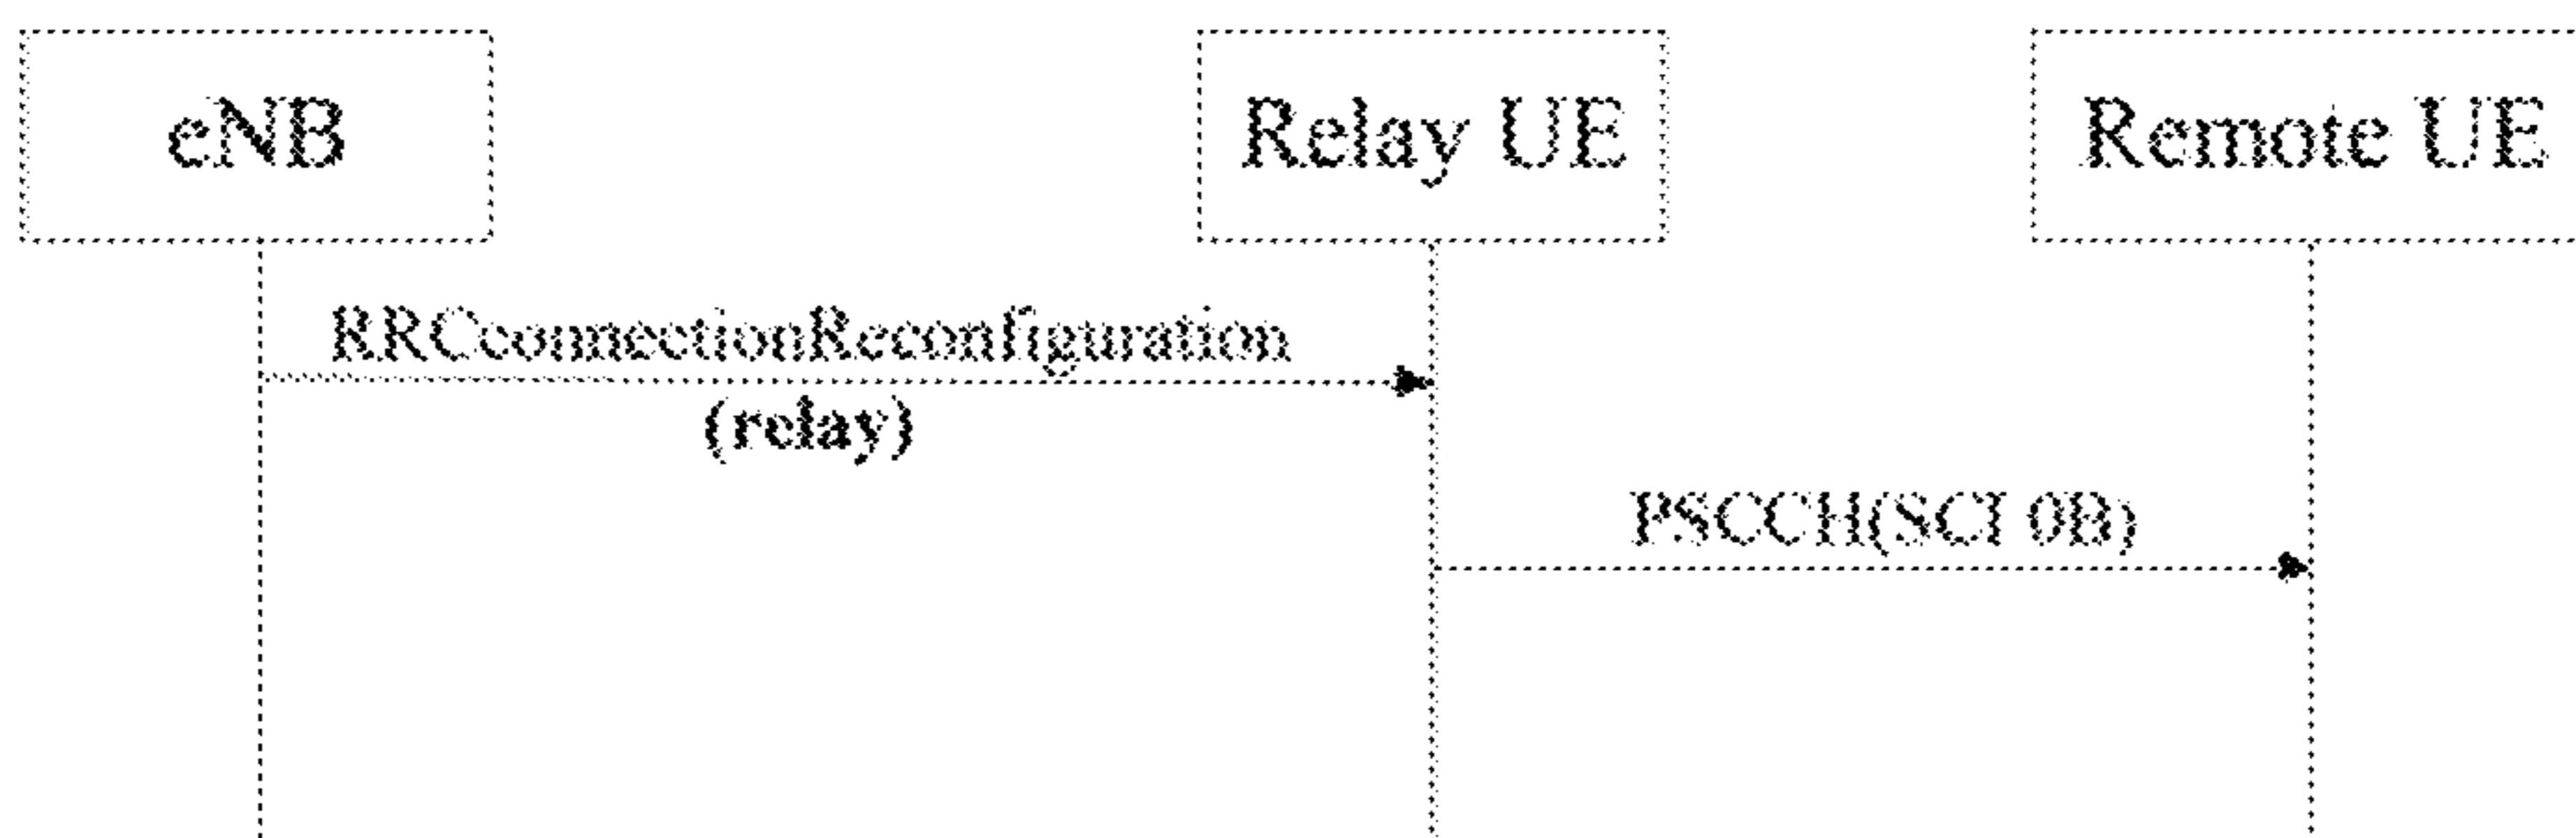 eNB
Relay UE
Remote UE
RRCconnectionReconfiguration
(relay)
PSCCH(SCI 0B)